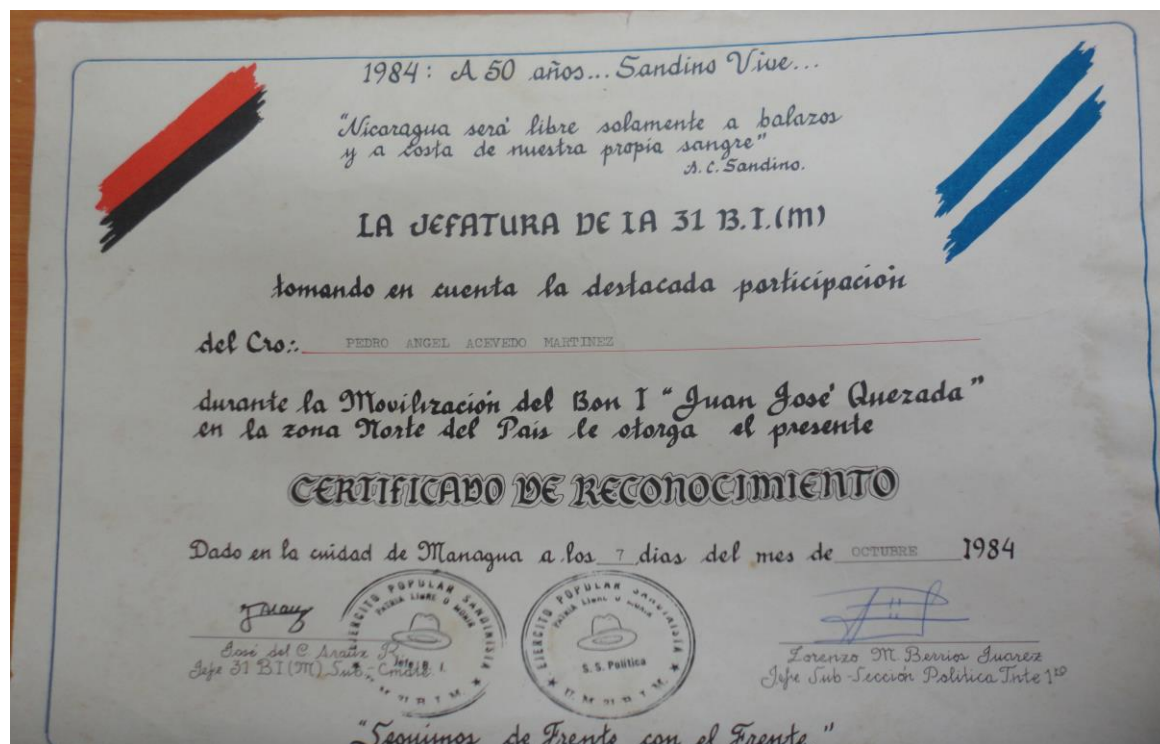 1984: A 50 años... Sandino Vive...
"Nicaragua será libre solamente a balazos
y a costa de nuestra propia sangre"
A.C. Sandino.
LA JEFATURA DE LA 31 B.I.(M)
tomando en cuenta la destacada participación
del Cro.: PEDRO ANGEL ACEVEDO MARTINEZ
durante la Movilización del Bon I "Juan José Quezada"
en la zona Norte del País le otorga el presente
CERTIFICADO DE RECONOCIMIENTO
Dado en la cuidad de Managua a los 7 dias del mes de OCTUBRE 1984
EJERCITO POPULAR SANDINISTA
PATRIA LIBRE O MORIR
Jefe B. I.
EJERCITO POPULAR SANDINISTA
PATRIA LIBRE O
S. S. Política
José del C. Araúz R.
Jefe 31 BI(M) Sub-Cmdte.
Lorenzo M. Berrios Juarez
Jefe Sub-Sección Política Tnte 1ro
"Seguimos de Frente con el Frente"